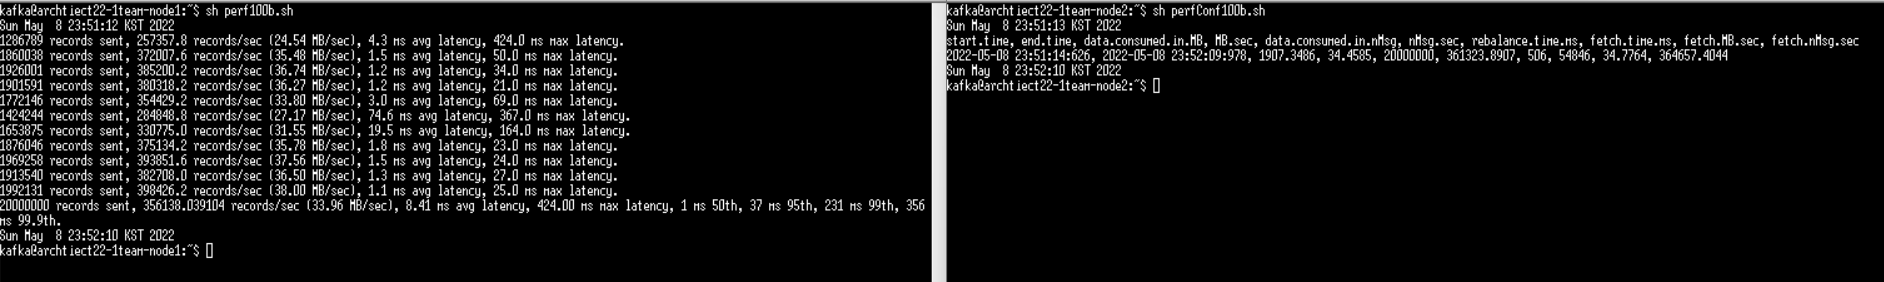 kafka@archtiect22-1team-node1:~$ sh perf100b.sh
Sun May  8 23:51:12 KST 2022
1286789 records sent, 257357.8 records/sec (24.54 MB/sec), 4.3 ms avg latency, 424.0 ms max latency.
1860038 records sent, 372007.6 records/sec (35.48 MB/sec), 1.5 ms avg latency, 50.0 ms max latency.
1926001 records sent, 385200.2 records/sec (36.74 MB/sec), 1.2 ms avg latency, 34.0 ms max latency.
1901591 records sent, 380318.2 records/sec (36.27 MB/sec), 1.2 ms avg latency, 21.0 ms max latency.
1772146 records sent, 354429.2 records/sec (33.80 MB/sec), 3.0 ms avg latency, 69.0 ms max latency.
1424244 records sent, 284848.8 records/sec (27.17 MB/sec), 74.6 ms avg latency, 367.0 ms max latency.
1653875 records sent, 330775.0 records/sec (31.55 MB/sec), 19.5 ms avg latency, 164.0 ms max latency.
1876046 records sent, 375134.2 records/sec (35.78 MB/sec), 1.8 ms avg latency, 23.0 ms max latency.
1969258 records sent, 393851.6 records/sec (37.56 MB/sec), 1.5 ms avg latency, 24.0 ms max latency.
1913540 records sent, 382708.0 records/sec (36.50 MB/sec), 1.3 ms avg latency, 27.0 ms max latency.
1992131 records sent, 398426.2 records/sec (38.00 MB/sec), 1.1 ms avg latency, 25.0 ms max latency.
20000000 records sent, 356138.039104 records/sec (33.96 MB/sec), 8.41 ms avg latency, 424.00 ms max latency, 1 ms 50th, 37 ms 95th, 231 ms 99th, 356
ms 99.9th.
Sun May  8 23:52:10 KST 2022
kafka@archtiect22-1team-node1:~$
kafka@archtiect22-1team-node2:~$ sh perfConf100b.sh
Sun May  8 23:51:13 KST 2022
start.time, end.time, data.consumed.in.MB, MB.sec, data.consumed.in.nMsg, nMsg.sec, rebalance.time.ms, fetch.time.ms, fetch.MB.sec, fetch.nMsg.sec
2022-05-08 23:51:14:626, 2022-05-08 23:52:09:978, 1907.3486, 34.4585, 20000000, 361323.8907, 506, 54846, 34.7764, 364657.4044
Sun May  8 23:52:10 KST 2022
kafka@archtiect22-1team-node2:~$